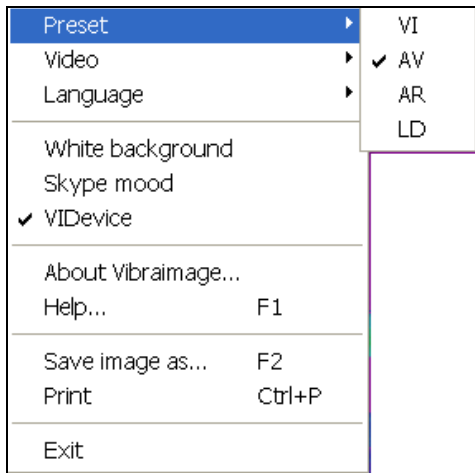 Preset
Video
Language
White background
Skype mood
VIDevice
About Vibraimage...
Help... F1
Save image as... F2
Print Ctrl+P
Exit
VI
AV
AR
LD